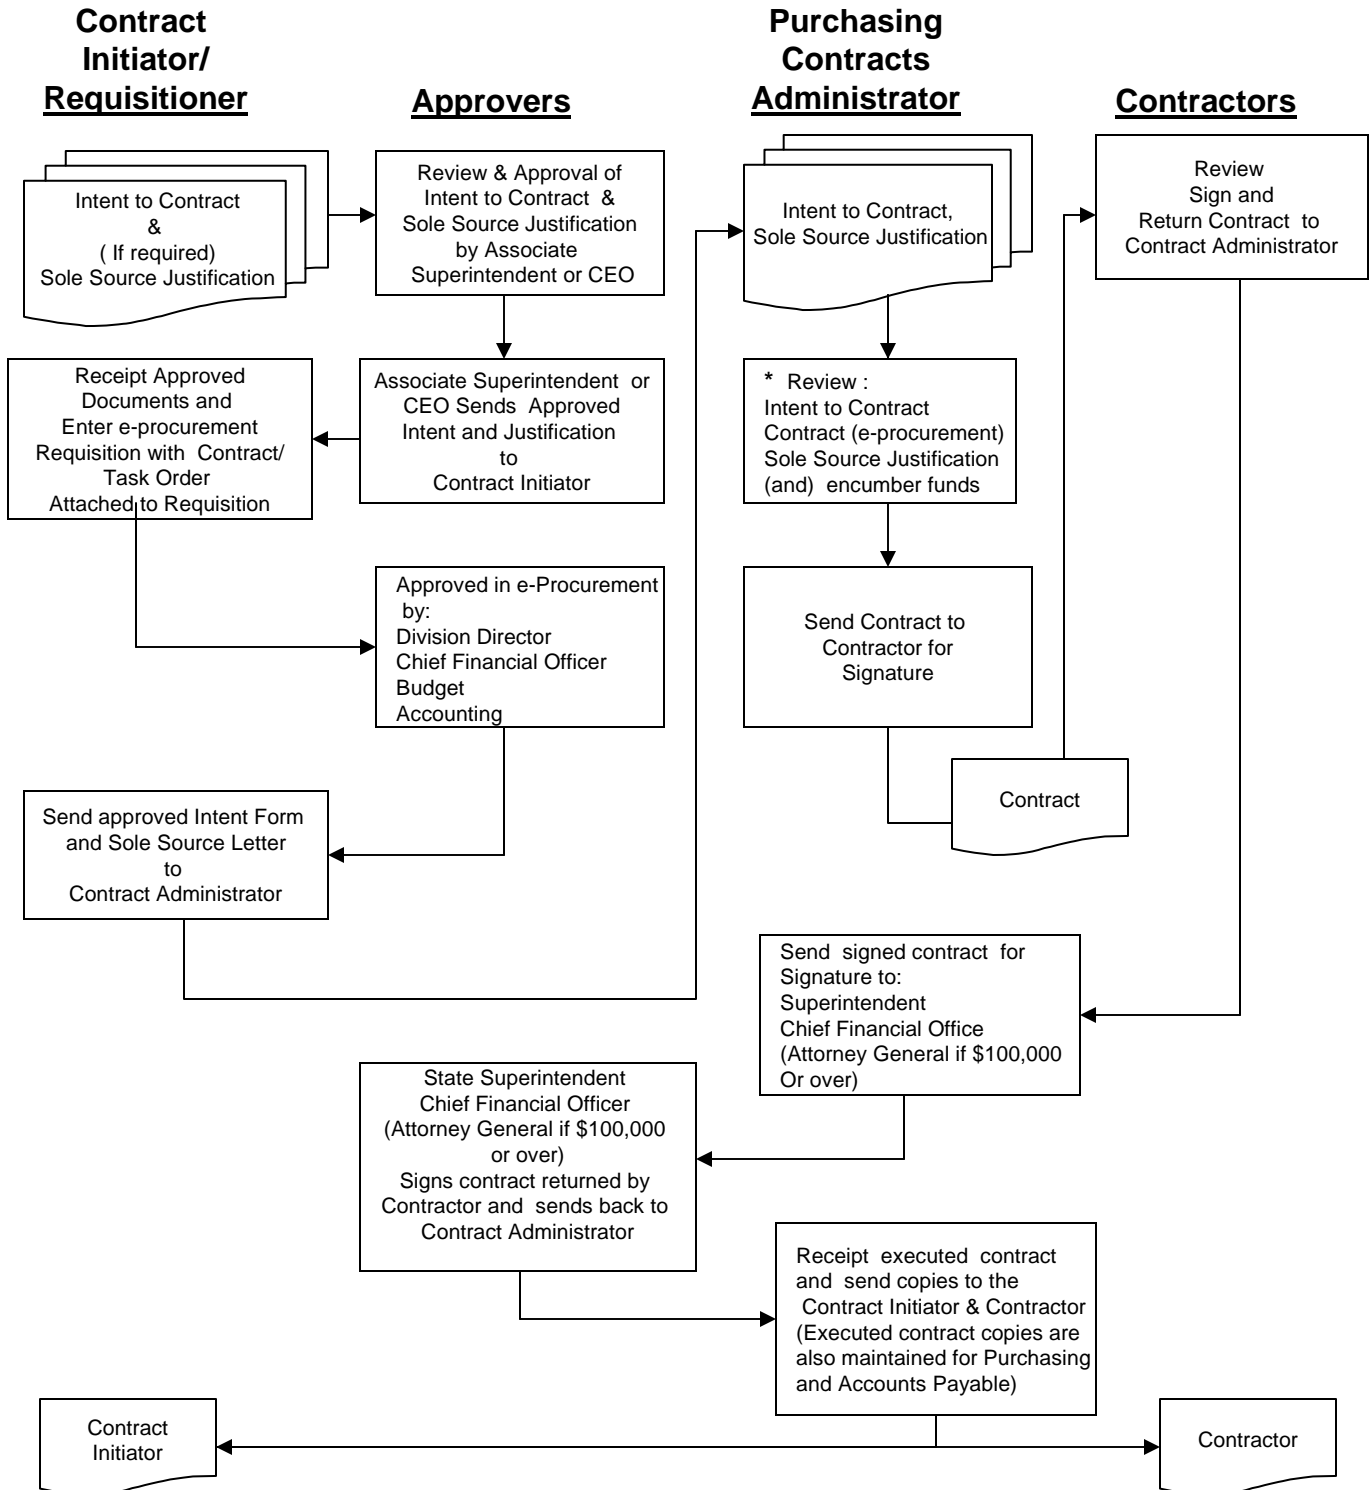 Contract
Initiator/
Requisitioner
Approvers
Purchasing
Contracts
Administrator
Contractors
Intent to Contract
&
( If required)
Sole Source Justification
Review & Approval of
Intent to Contract &
Sole Source Justification
by Associate
Superintendent or CEO
Intent to Contract,
Sole Source Justification
Review
Sign and
Return Contract to
Contract Administrator
Receipt Approved
Documents and
Enter e-procurement
Requisition with Contract/
Task Order
Attached to Requisition
Associate Superintendent or
CEO Sends Approved
Intent and Justification
to
Contract Initiator
* Review :
Intent to Contract
Contract (e-procurement)
Sole Source Justification
(and) encumber funds
Approved in e-Procurement
by:
Division Director
Chief Financial Officer
Budget
Accounting
Send Contract to
Contractor for
Signature
Contract
Send approved Intent Form
and Sole Source Letter
to
Contract Administrator
Send signed contract for
Signature to:
Superintendent
Chief Financial Office
(Attorney General if $100,000
Or over)
State Superintendent
Chief Financial Officer
(Attorney General if $100,000
or over)
Signs contract returned by
Contractor and sends back to
Contract Administrator
Receipt executed contract
and send copies to the
Contract Initiator & Contractor
(Executed contract copies are
also maintained for Purchasing
and Accounts Payable)
Contract
Initiator
Contractor